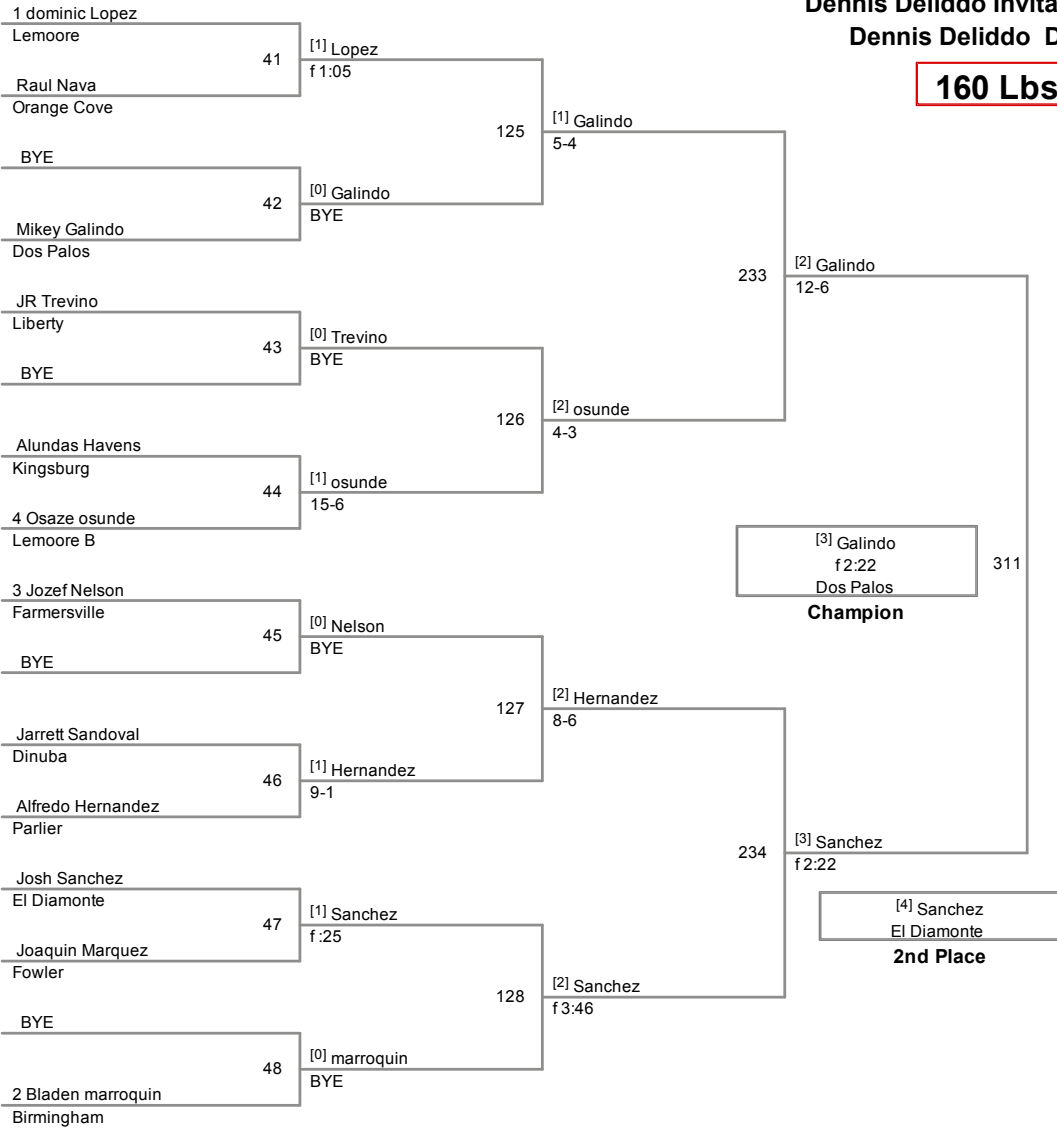 Dennis Deliddo Invita
Dennis Deliddo D
160 Lbs
1 dominic Lopez
Lemoore
41
Raul Nava
Orange Cove
BYE
42
Mikey Galindo
Dos Palos
JR Trevino
Liberty
43
BYE
Alundas Havens
Kingsburg
44
4 Osaze osunde
Lemoore B
3 Jozef Nelson
Farmersville
45
BYE
Jarrett Sandoval
Dinuba
46
Alfredo Hernandez
Parlier
Josh Sanchez
El Diamonte
47
Joaquin Marquez
Fowler
BYE
48
2 Bladen marroquin
Birmingham
[1] Lopez
f 1:05
125
[0] Galindo
BYE
[0] Trevino
BYE
126
[1] osunde
15-6
[0] Nelson
BYE
127
[1] Hernandez
9-1
[1] Sanchez
f :25
128
[0] marroquin
BYE
[1] Galindo
5-4
233
[2] osunde
4-3
[2] Hernandez
8-6
234
[2] Sanchez
f 3:46
[2] Galindo
12-6
311
[3] Sanchez
f 2:22
[3] Galindo
f 2:22
Dos Palos
Champion
[4] Sanchez
El Diamonte
2nd Place